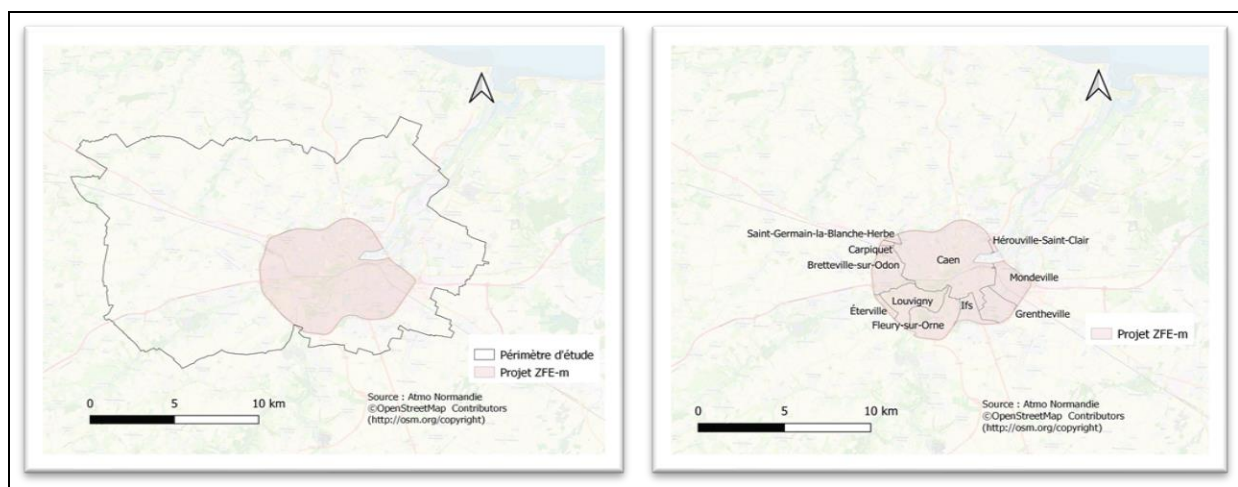 Périmètre d'étude
Projet ZFE-m
0 5 10 km
Source : Atmo Normandie
©OpenStreetMap Contributors
(http://osm.org/copyright)
Saint-Germain-la-Blanche-Herbe
Carpiquet
Bretteville-sur-Odon
Hérouville-Saint-Clair
Caen
Mondeville
Louvigny
Ifs
Éterville
Fleury-sur-Orne
Grentheville
Projet ZFE-m
0 5 10 km
Source : Atmo Normandie
©OpenStreetMap Contributors
(http://osm.org/copyright)